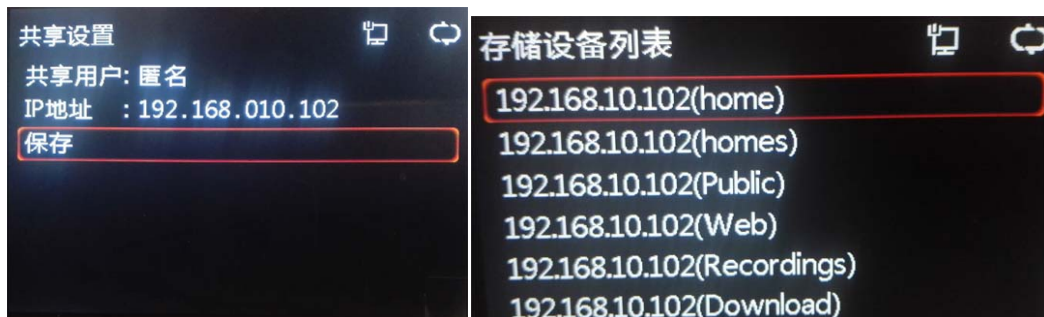 共享设置
共享用户: 匿名
IP地址 : 192.168.010.102
保存
存储设备列表
192.168.10.102(home)
192.168.10.102(homes)
192.168.10.102(Public)
192.168.10.102(Web)
192.168.10.102(Recordings)
192.168.10.102(Download)